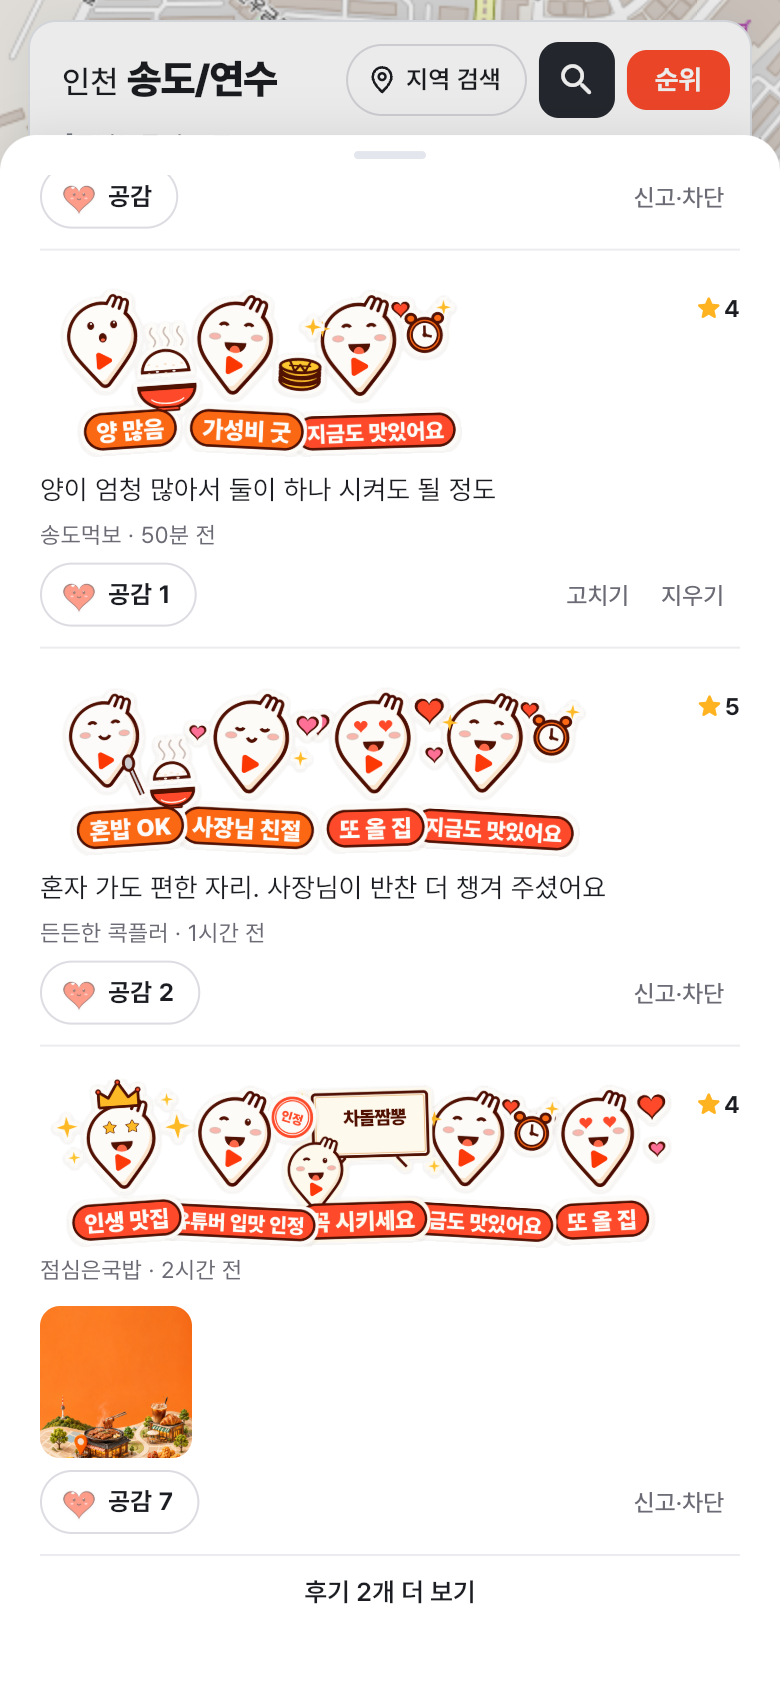 인천 송도/연수
지역 검색
순위
공감
신고·차단
4
양 많음
가성비 굿
지금도 맛있어요
양이 엄청 많아서 둘이 하나 시켜도 될 정도
송도먹보 · 50분 전
공감 1
고치기
지우기
5
혼밥 OK
사장님 친절
또 올 집
지금도 맛있어요
혼자 가도 편한 자리. 사장님이 반찬 더 챙겨 주셨어요
든든한 콕플러 · 1시간 전
공감 2
신고·차단
4
인정
차돌짬뽕
인생 맛집
입맛 인정
시키세요
맛있어요
또 올 집
점심은국밥 · 2시간 전
공감 7
신고·차단
후기 2개 더 보기